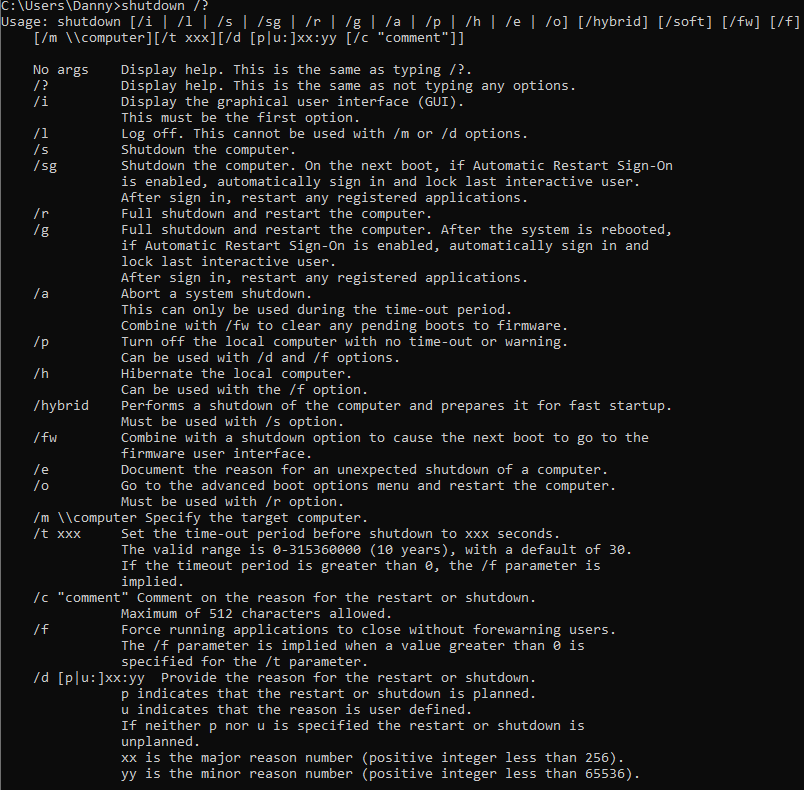 C:\Users\Danny>shutdown /?
Usage: shutdown [/i | /l | /s | /sg | /r | /g | /a | /p | /h | /e | /o] [/hybrid] [/soft] [/fw] [/f]
    [/m \\computer][/t xxx][/d [p|u:]xx:yy [/c "comment"]]

    No args    Display help. This is the same as typing /?.
    /?         Display help. This is the same as not typing any options.
    /i         Display the graphical user interface (GUI).
               This must be the first option.
    /l         Log off. This cannot be used with /m or /d options.
    /s         Shutdown the computer.
    /sg        Shutdown the computer. On the next boot, if Automatic Restart Sign-On
               is enabled, automatically sign in and lock last interactive user.
               After sign in, restart any registered applications.
    /r         Full shutdown and restart the computer.
    /g         Full shutdown and restart the computer. After the system is rebooted,
               if Automatic Restart Sign-On is enabled, automatically sign in and
               lock last interactive user.
               After sign in, restart any registered applications.
    /a         Abort a system shutdown.
               This can only be used during the time-out period.
               Combine with /fw to clear any pending boots to firmware.
    /p         Turn off the local computer with no time-out or warning.
               Can be used with /d and /f options.
    /h         Hibernate the local computer.
               Can be used with the /f option.
    /hybrid    Performs a shutdown of the computer and prepares it for fast startup.
               Must be used with /s option.
    /fw        Combine with a shutdown option to cause the next boot to go to the
               firmware user interface.
    /e         Document the reason for an unexpected shutdown of a computer.
    /o         Go to the advanced boot options menu and restart the computer.
               Must be used with /r option.
    /m \\computer Specify the target computer.
    /t xxx     Set the time-out period before shutdown to xxx seconds.
               The valid range is 0-315360000 (10 years), with a default of 30.
               If the timeout period is greater than 0, the /f parameter is
               implied.
    /c "comment" Comment on the reason for the restart or shutdown.
               Maximum of 512 characters allowed.
    /f         Force running applications to close without forewarning users.
               The /f parameter is implied when a value greater than 0 is
               specified for the /t parameter.
    /d [p|u:]xx:yy  Provide the reason for the restart or shutdown.
               p indicates that the restart or shutdown is planned.
               u indicates that the reason is user defined.
               If neither p nor u is specified the restart or shutdown is
               unplanned.
               xx is the major reason number (positive integer less than 256).
               yy is the minor reason number (positive integer less than 65536).